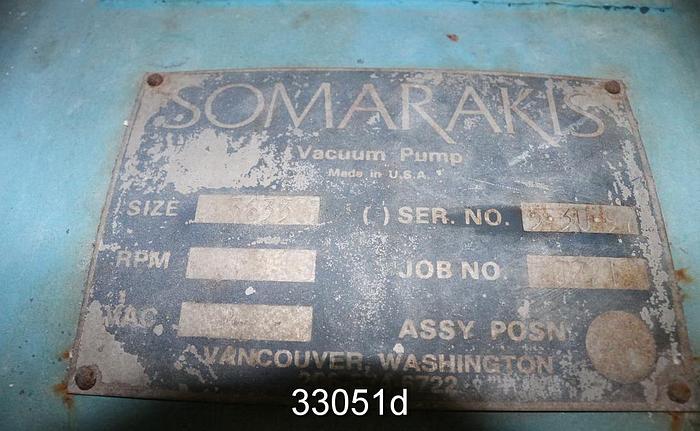 SOMARAKIS
Vacuum Pump
Made in U.S.A.
SIZE ( ) SER. NO.
RPM JOB NO.
VAC ASSY POSN
VANCOUVER, WASHINGTON
33051d